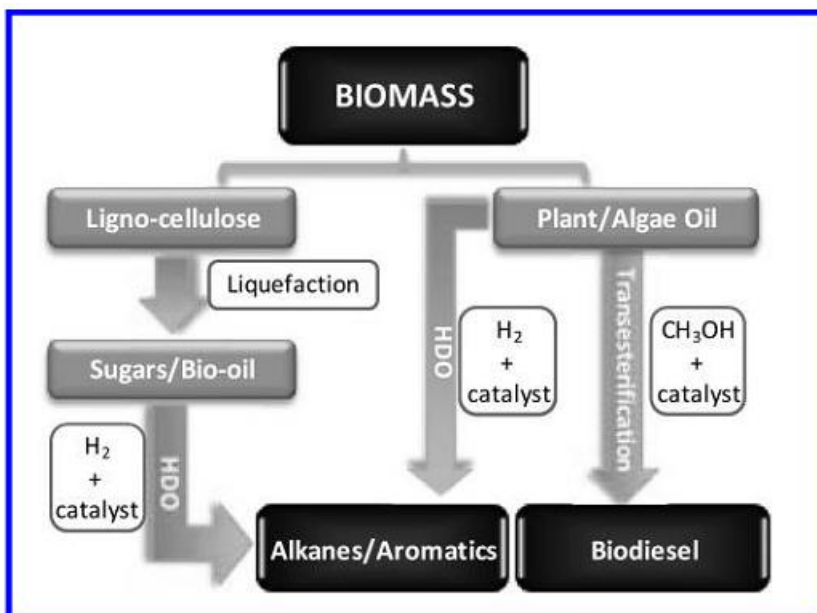 BIOMASS
Ligno-cellulose
Plant/Algae Oil
Liquefaction
HDO
H₂
+
catalyst
Transesterification
CH₃OH
+
catalyst
Sugars/Bio-oil
H₂
+
catalyst
HDO
Alkanes/Aromatics
Biodiesel